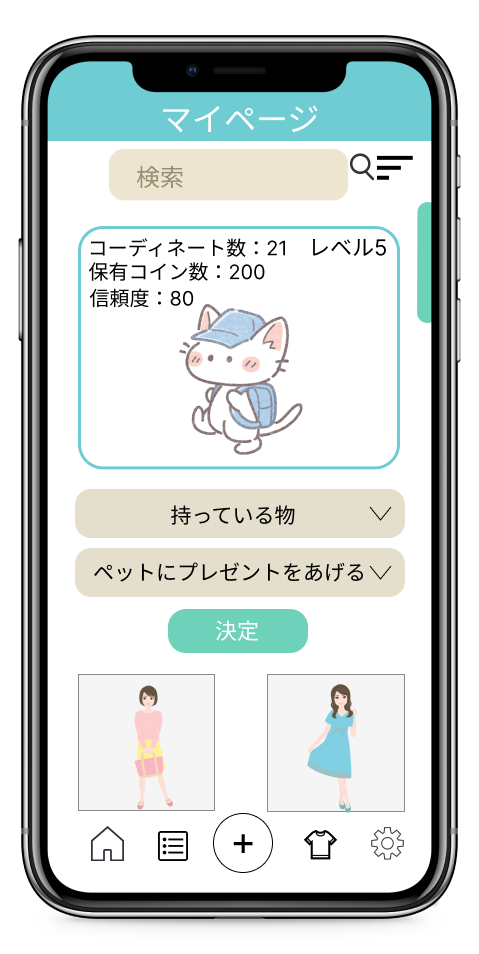 マイページ
検索
コーディネート数：21 レベル5
保有コイン数：200
信頼度：80
持っている物
ペットにプレゼントをあげる
決定